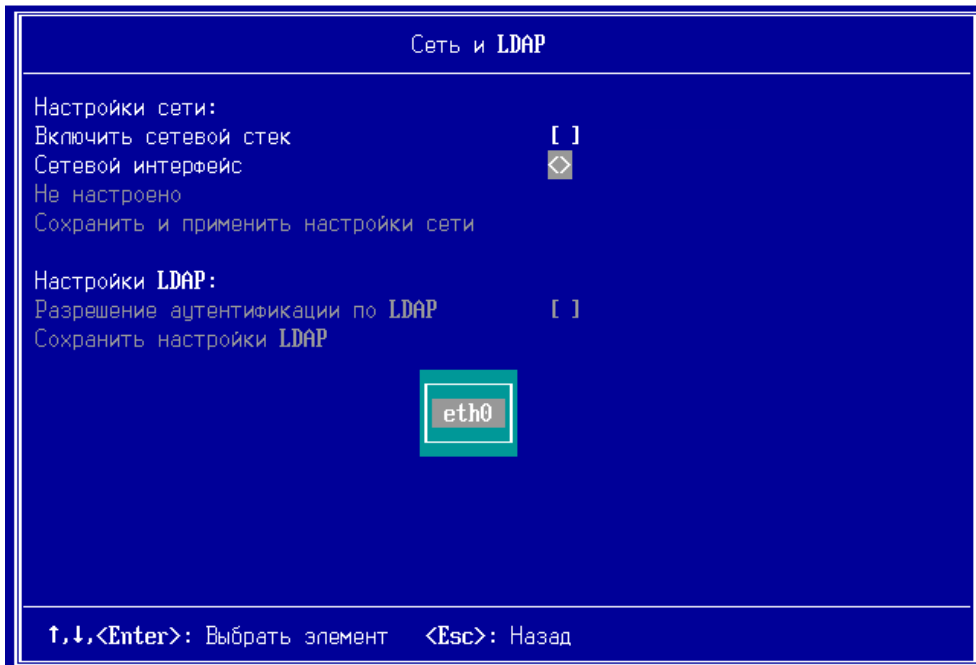 Сеть и LDAP
Настройки сети:
Включить сетевой стек [ ]
Сетевой интерфейс <>
Не настроено
Сохранить и применить настройки сети
Настройки LDAP:
Разрешение аутентификации по LDAP [ ]
Сохранить настройки LDAP
eth0
↑,↓,<Enter>: Выбрать элемент <Esc>: Назад